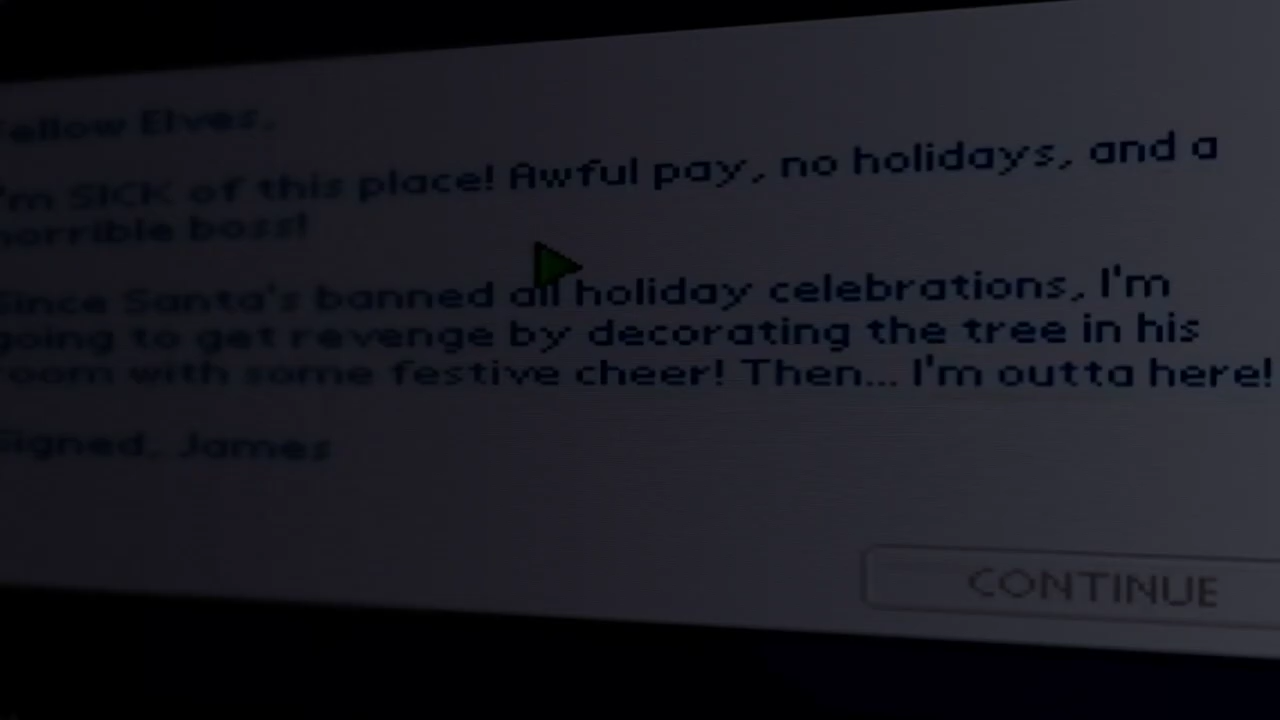 Fellow Elves,
I'm SICK of this place! Awful pay, no holidays, and a
horrible boss!
Since Santa's banned all holiday celebrations, I'm
going to get revenge by decorating the tree in his
room with some festive cheer! Then... I'm outta here!
Signed, James
CONTINUE